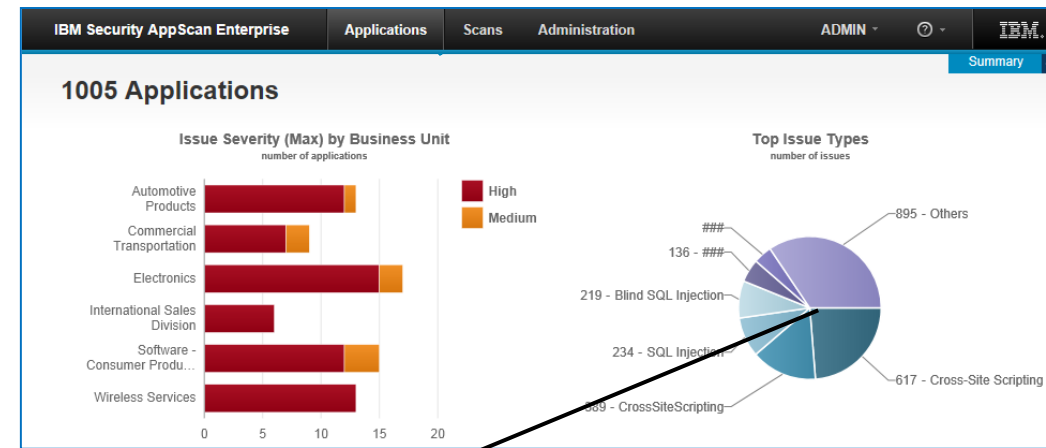 IBM Security AppScan Enterprise Applications Scans Administration ADMIN IBM.
Summary
1005 Applications
Issue Severity (Max) by Business Unit
number of applications
Automotive
Products
Commercial
Transportation
Electronics
International Sales
Division
Software -
Consumer Produ...
Wireless Services
0 5 10 15 20
High
Medium
Top Issue Types
number of issues
895 - Others
###
136 - ###
219 - Blind SQL Injection
234 - SQL Injection
617 - Cross-Site Scripting
CrossSiteScripting